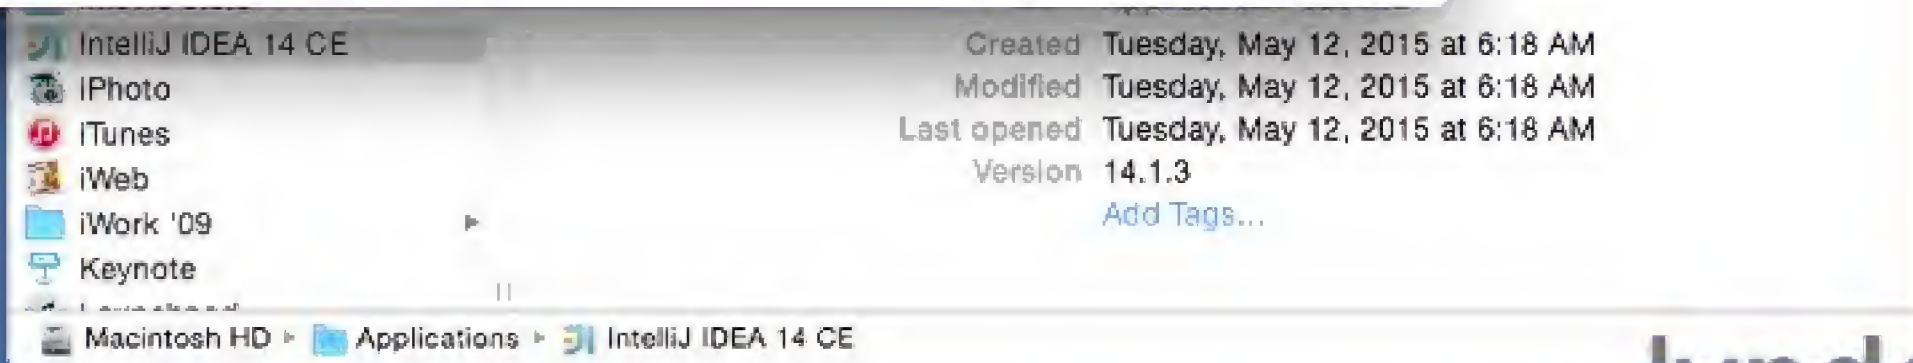 IntelliJ IDEA 14 CE
iPhoto
iTunes
iWeb
iWork '09
Keynote
Created Tuesday, May 12, 2015 at 6:18 AM
Modified Tuesday, May 12, 2015 at 6:18 AM
Last opened Tuesday, May 12, 2015 at 6:18 AM
Version 14.1.3
Add Tags...
Macintosh HD Applications IntelliJ IDEA 14 CE